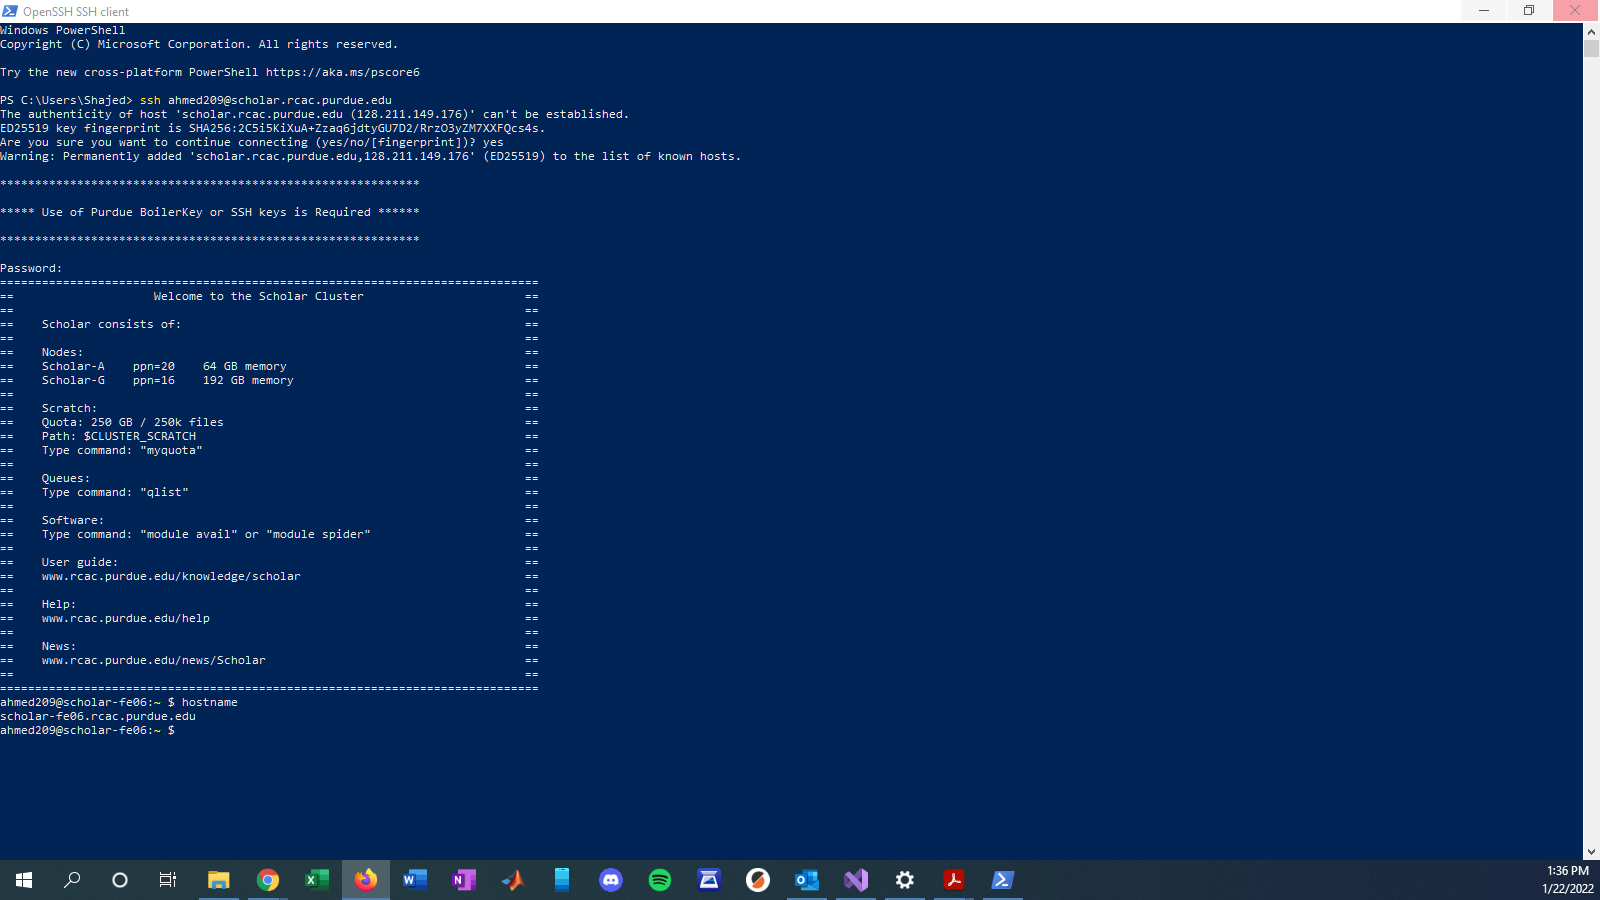 OpenSSH SSH client
Windows PowerShell
Copyright (C) Microsoft Corporation. All rights reserved.
Try the new cross-platform PowerShell https://aka.ms/pscore6
PS C:\Users\Shajed> ssh ahmed209@scholar.rcac.purdue.edu
The authenticity of host 'scholar.rcac.purdue.edu (128.211.149.176)' can't be established.
ED25519 key fingerprint is SHA256:2C5i5KiXuA+Zzaq6jdtyGU7D2/RrzO3yZM7XXFQcs4s.
Are you sure you want to continue connecting (yes/no/[fingerprint])? yes
Warning: Permanently added 'scholar.rcac.purdue.edu,128.211.149.176' (ED25519) to the list of known hosts.
************************************************************
***** Use of Purdue BoilerKey or SSH keys is Required ******
************************************************************
Password:
=============================================================================
==                    Welcome to the Scholar Cluster                       ==
==                                                                         ==
==    Scholar consists of:                                                 ==
==                                                                         ==
==    Nodes:                                                               ==
==    Scholar-A    ppn=20    64 GB memory                                  ==
==    Scholar-G    ppn=16    192 GB memory                                 ==
==                                                                         ==
==    Scratch:                                                             ==
==    Quota: 250 GB / 250k files                                           ==
==    Path: $CLUSTER_SCRATCH                                               ==
==    Type command: "myquota"                                              ==
==                                                                         ==
==    Queues:                                                              ==
==    Type command: "qlist"                                                ==
==                                                                         ==
==    Software:                                                            ==
==    Type command: "module avail" or "module spider"                      ==
==                                                                         ==
==    User guide:                                                          ==
==    www.rcac.purdue.edu/knowledge/scholar                                ==
==                                                                         ==
==    Help:                                                                ==
==    www.rcac.purdue.edu/help                                             ==
==                                                                         ==
==    News:                                                                ==
==    www.rcac.purdue.edu/news/Scholar                                     ==
==                                                                         ==
=============================================================================
ahmed209@scholar-fe06:~ $ hostname
scholar-fe06.rcac.purdue.edu
ahmed209@scholar-fe06:~ $
1:36 PM
1/22/2022